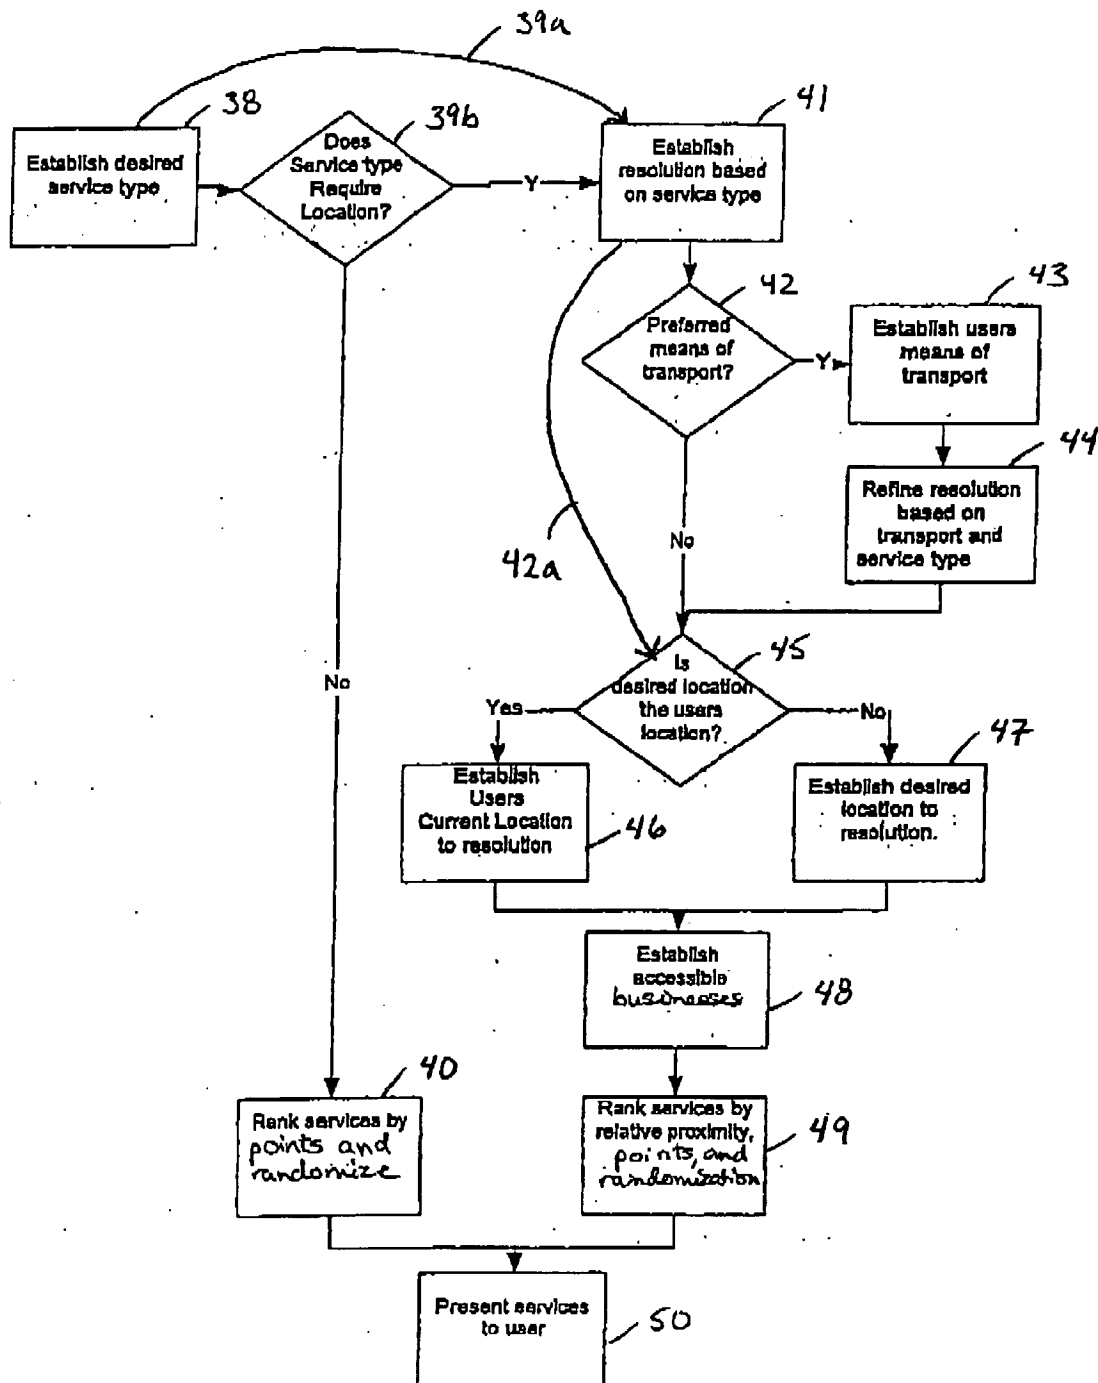 39a
38
Establish desired
service type
39b
Does
Service type
Require
Location?
Y
41
Establish
resolution based
on service type
42
Preferred
means of
transport?
Y
43
Establish users
means of
transport
44
Refine resolution
based on
transport and
service type
No
42a
No
45
Is
desired location
the users
location?
Yes
No
46
Establish
Users
Current Location
to resolution
47
Establish desired
location to
resolution.
48
Establish
accessible
businesses
40
Rank services by
points and
randomize
49
Rank services by
relative proximity,
points, and
randomization
Present services
to user
50